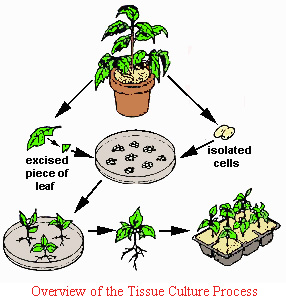 excised
piece of
leaf
isolated
cells
Overview of the Tissue Culture Process